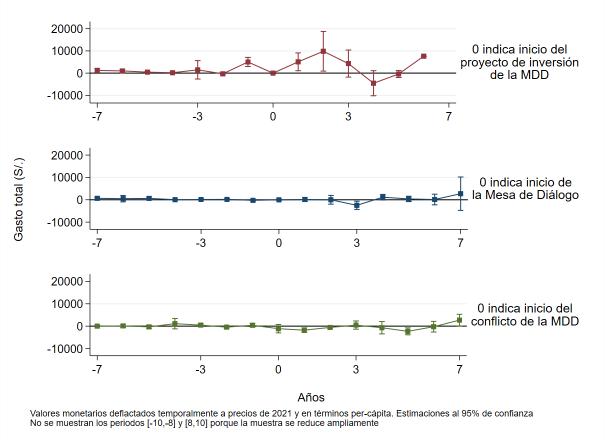 20000
10000
0
-10000
-7
-3
0
3
7
0 indica inicio del
proyecto de inversión
de la MDD
Gasto total (S/.)
20000
10000
0
-10000
-7
-3
0
3
7
0 indica inicio de
la Mesa de Diálogo
20000
10000
0
-10000
-7
-3
0
3
7
0 indica inicio del
conflicto de la MDD
Años
Valores monetarios deflactados temporalmente a precios de 2021 y en términos per-cápita. Estimaciones al 95% de confianza
No se muestran los periodos [-10,-8] y [8,10] porque la muestra se reduce ampliamente